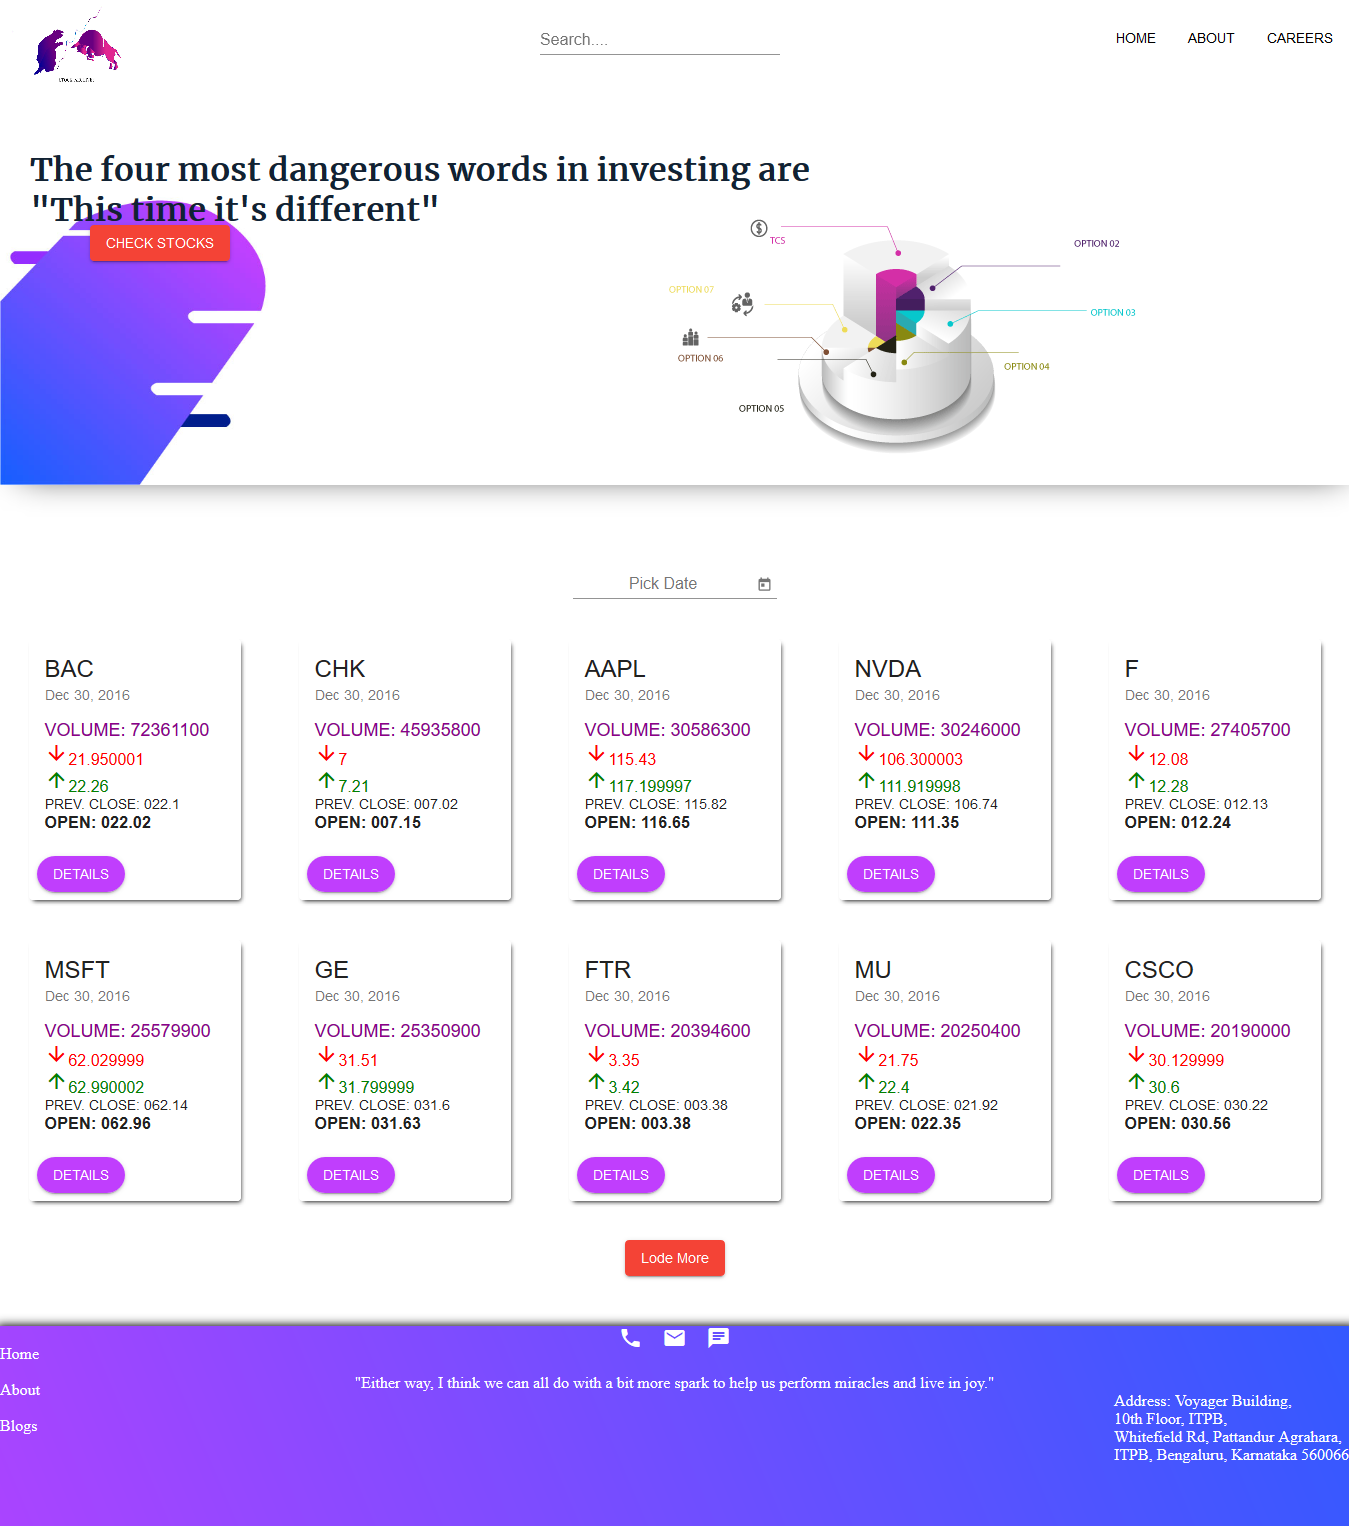 Search....
HOME ABOUT CAREERS
The four most dangerous words in investing are
"This time it's different"
CHECK STOCKS
TCS
OPTION 02
OPTION 07
OPTION 03
OPTION 06
OPTION 04
OPTION 05
Pick Date
BAC
Dec 30, 2016
VOLUME: 72361100
21.950001
22.26
PREV. CLOSE: 022.1
OPEN: 022.02
DETAILS
CHK
Dec 30, 2016
VOLUME: 45935800
7
7.21
PREV. CLOSE: 007.02
OPEN: 007.15
DETAILS
AAPL
Dec 30, 2016
VOLUME: 30586300
115.43
117.199997
PREV. CLOSE: 115.82
OPEN: 116.65
DETAILS
NVDA
Dec 30, 2016
VOLUME: 30246000
106.300003
111.919998
PREV. CLOSE: 106.74
OPEN: 111.35
DETAILS
F
Dec 30, 2016
VOLUME: 27405700
12.08
12.28
PREV. CLOSE: 012.13
OPEN: 012.24
DETAILS
MSFT
Dec 30, 2016
VOLUME: 25579900
62.029999
62.990002
PREV. CLOSE: 062.14
OPEN: 062.96
DETAILS
GE
Dec 30, 2016
VOLUME: 25350900
31.51
31.799999
PREV. CLOSE: 031.6
OPEN: 031.63
DETAILS
FTR
Dec 30, 2016
VOLUME: 20394600
3.35
3.42
PREV. CLOSE: 003.38
OPEN: 003.38
DETAILS
MU
Dec 30, 2016
VOLUME: 20250400
21.75
22.4
PREV. CLOSE: 021.92
OPEN: 022.35
DETAILS
CSCO
Dec 30, 2016
VOLUME: 20190000
30.129999
30.6
PREV. CLOSE: 030.22
OPEN: 030.56
DETAILS
Lode More
Home
About
Blogs
"Either way, I think we can all do with a bit more spark to help us perform miracles and live in joy."
Address: Voyager Building,
10th Floor, ITPB,
Whitefield Rd, Pattandur Agrahara,
ITPB, Bengaluru, Karnataka 560066